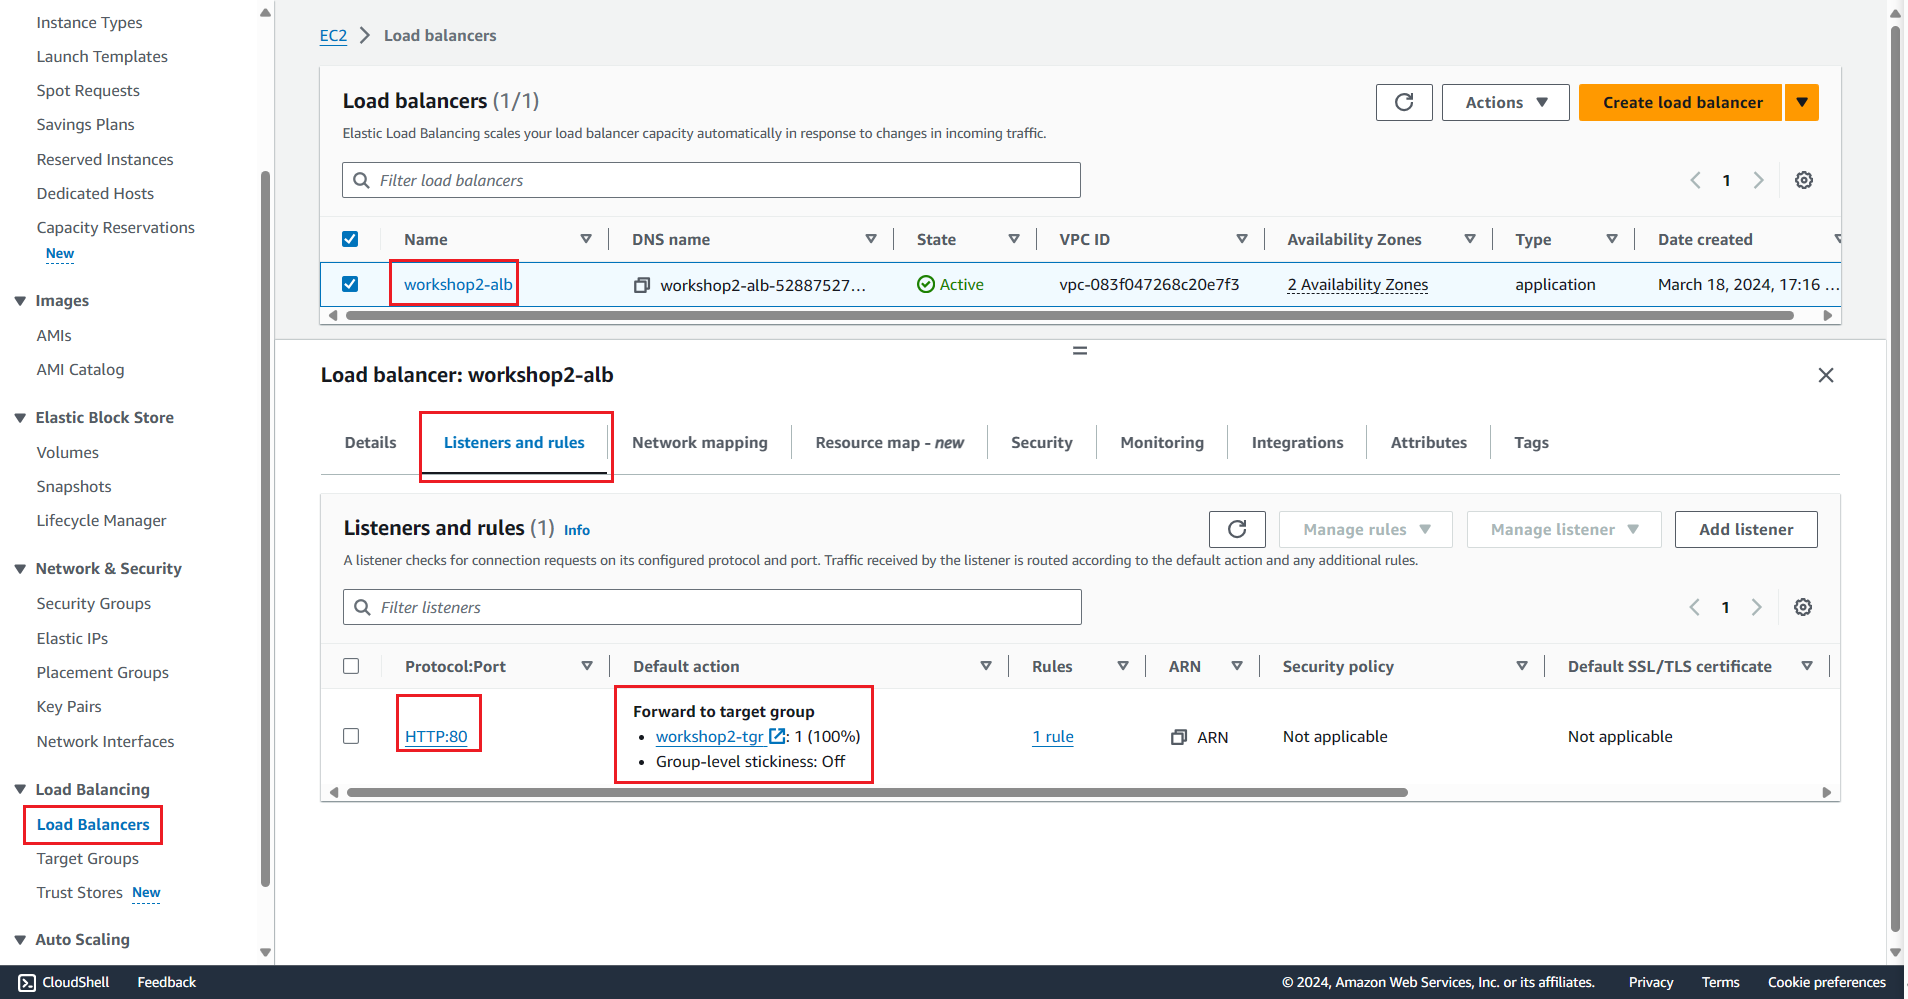 Instance Types
Launch Templates
Spot Requests
Savings Plans
Reserved Instances
Dedicated Hosts
Capacity Reservations
New
Images
AMIs
AMI Catalog
Elastic Block Store
Volumes
Snapshots
Lifecycle Manager
Network & Security
Security Groups
Elastic IPs
Placement Groups
Key Pairs
Network Interfaces
Load Balancing
Load Balancers
Target Groups
Trust Stores New
Auto Scaling
EC2 Load balancers
Load balancers (1/1)
Actions
Create load balancer
Elastic Load Balancing scales your load balancer capacity automatically in response to changes in incoming traffic.
Filter load balancers
1
Name DNS name State VPC ID Availability Zones Type Date created
workshop2-alb workshop2-alb-52887527... Active vpc-083f047268c20e7f3 2 Availability Zones application March 18, 2024, 17:16 ...
Load balancer: workshop2-alb
Details Listeners and rules Network mapping Resource map - new Security Monitoring Integrations Attributes Tags
Listeners and rules (1) Info
Manage rules Manage listener Add listener
A listener checks for connection requests on its configured protocol and port. Traffic received by the listener is routed according to the default action and any additional rules.
Filter listeners
1
Protocol:Port Default action Rules ARN Security policy Default SSL/TLS certificate
HTTP:80
Forward to target group
• workshop2-tgr : 1 (100%)
• Group-level stickiness: Off
1 rule ARN Not applicable Not applicable
CloudShell Feedback © 2024, Amazon Web Services, Inc. or its affiliates. Privacy Terms Cookie preferences